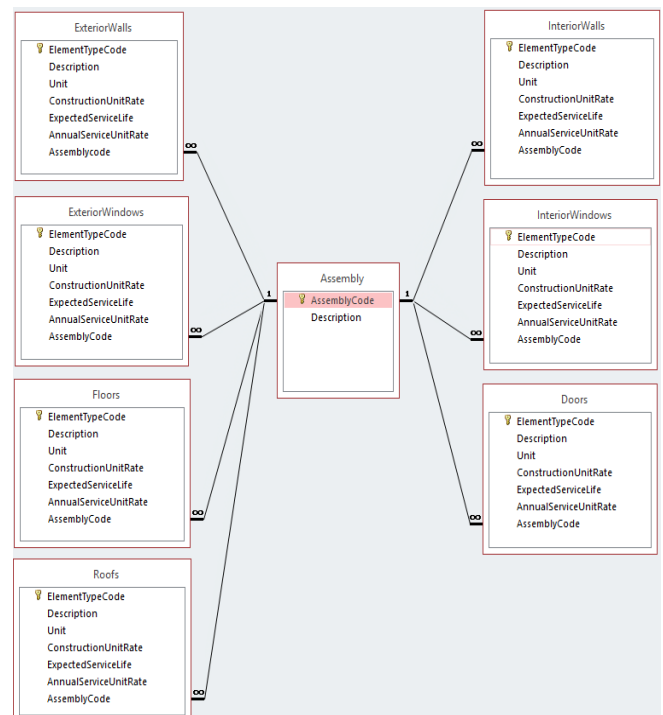 ExteriorWalls
ElementTypeCode
Description
Unit
ConstructionUnitRate
ExpectedServiceLife
AnnualServiceUnitRate
Assemblycode
∞
ExteriorWindows
ElementTypeCode
Description
Unit
ConstructionUnitRate
ExpectedServiceLife
AnnualServiceUnitRate
AssemblyCode
∞
Floors
ElementTypeCode
Description
Unit
ConstructionUnitRate
ExpectedServiceLife
AnnualServiceUnitRate
AssemblyCode
∞
Roofs
ElementTypeCode
Description
Unit
ConstructionUnitRate
ExpectedServiceLife
AnnualServiceUnitRate
AssemblyCode
∞
1
Assembly
AssemblyCode
Description
1
InteriorWalls
ElementTypeCode
Description
Unit
ConstructionUnitRate
ExpectedServiceLife
AnnualServiceUnitRate
AssemblyCode
∞
InteriorWindows
ElementTypeCode
Description
Unit
ConstructionUnitRate
ExpectedServiceLife
AnnualServiceUnitRate
AssemblyCode
∞
Doors
ElementTypeCode
Description
Unit
ConstructionUnitRate
ExpectedServiceLife
AnnualServiceUnitRate
AssemblyCode
∞